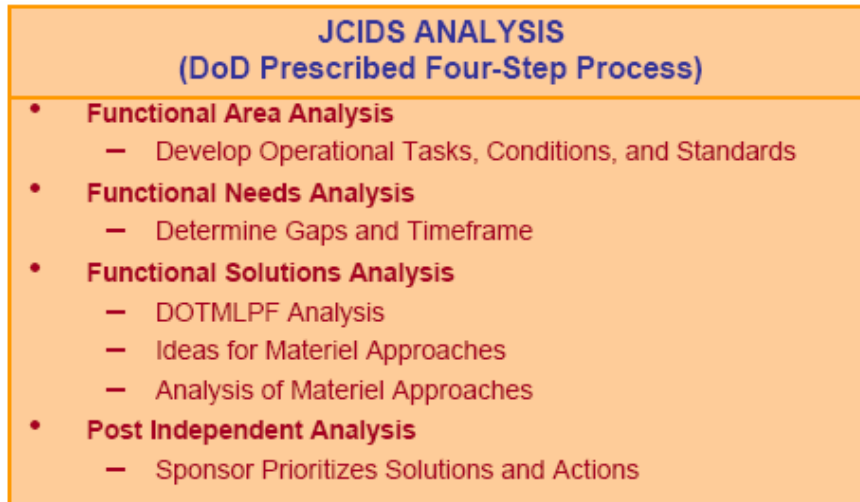 JCIDS ANALYSIS
(DoD Prescribed Four-Step Process)
• Functional Area Analysis
– Develop Operational Tasks, Conditions, and Standards
• Functional Needs Analysis
– Determine Gaps and Timeframe
• Functional Solutions Analysis
– DOTMLPF Analysis
– Ideas for Materiel Approaches
– Analysis of Materiel Approaches
• Post Independent Analysis
– Sponsor Prioritizes Solutions and Actions